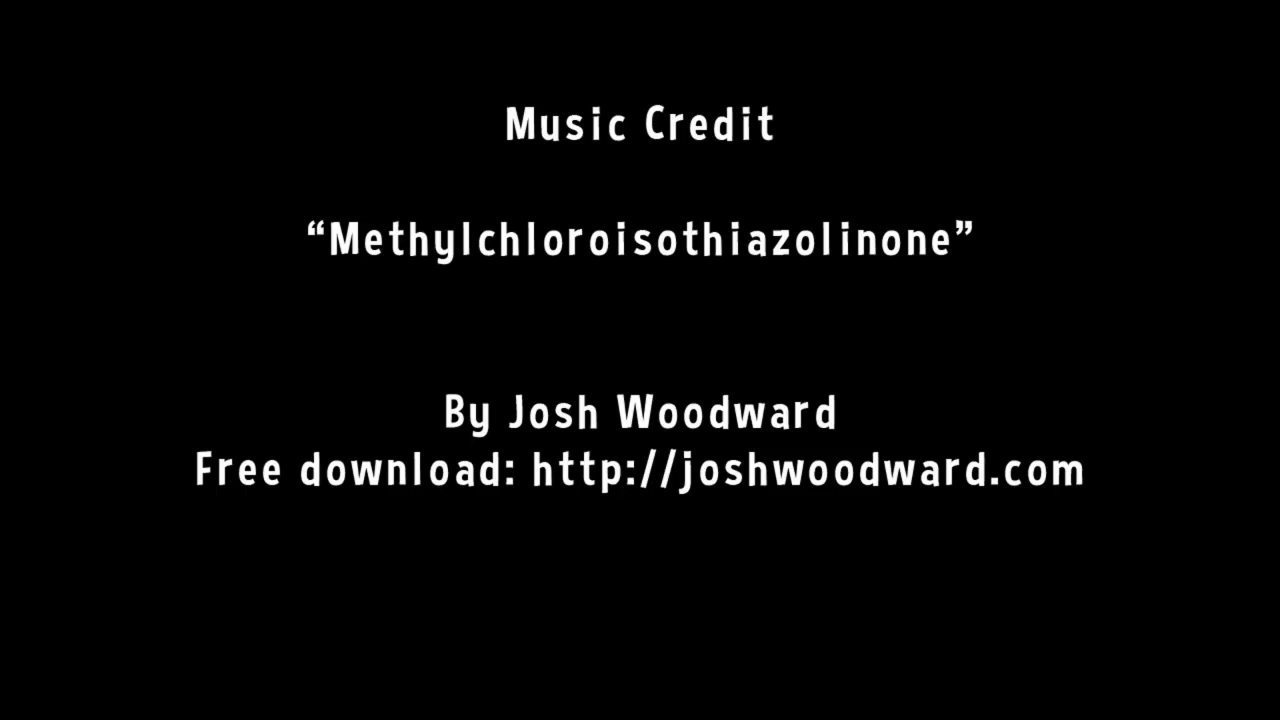 Music Credit
“Methylchloroisothiazolinone”
By Josh Woodward
Free download: http://joshwoodward.com